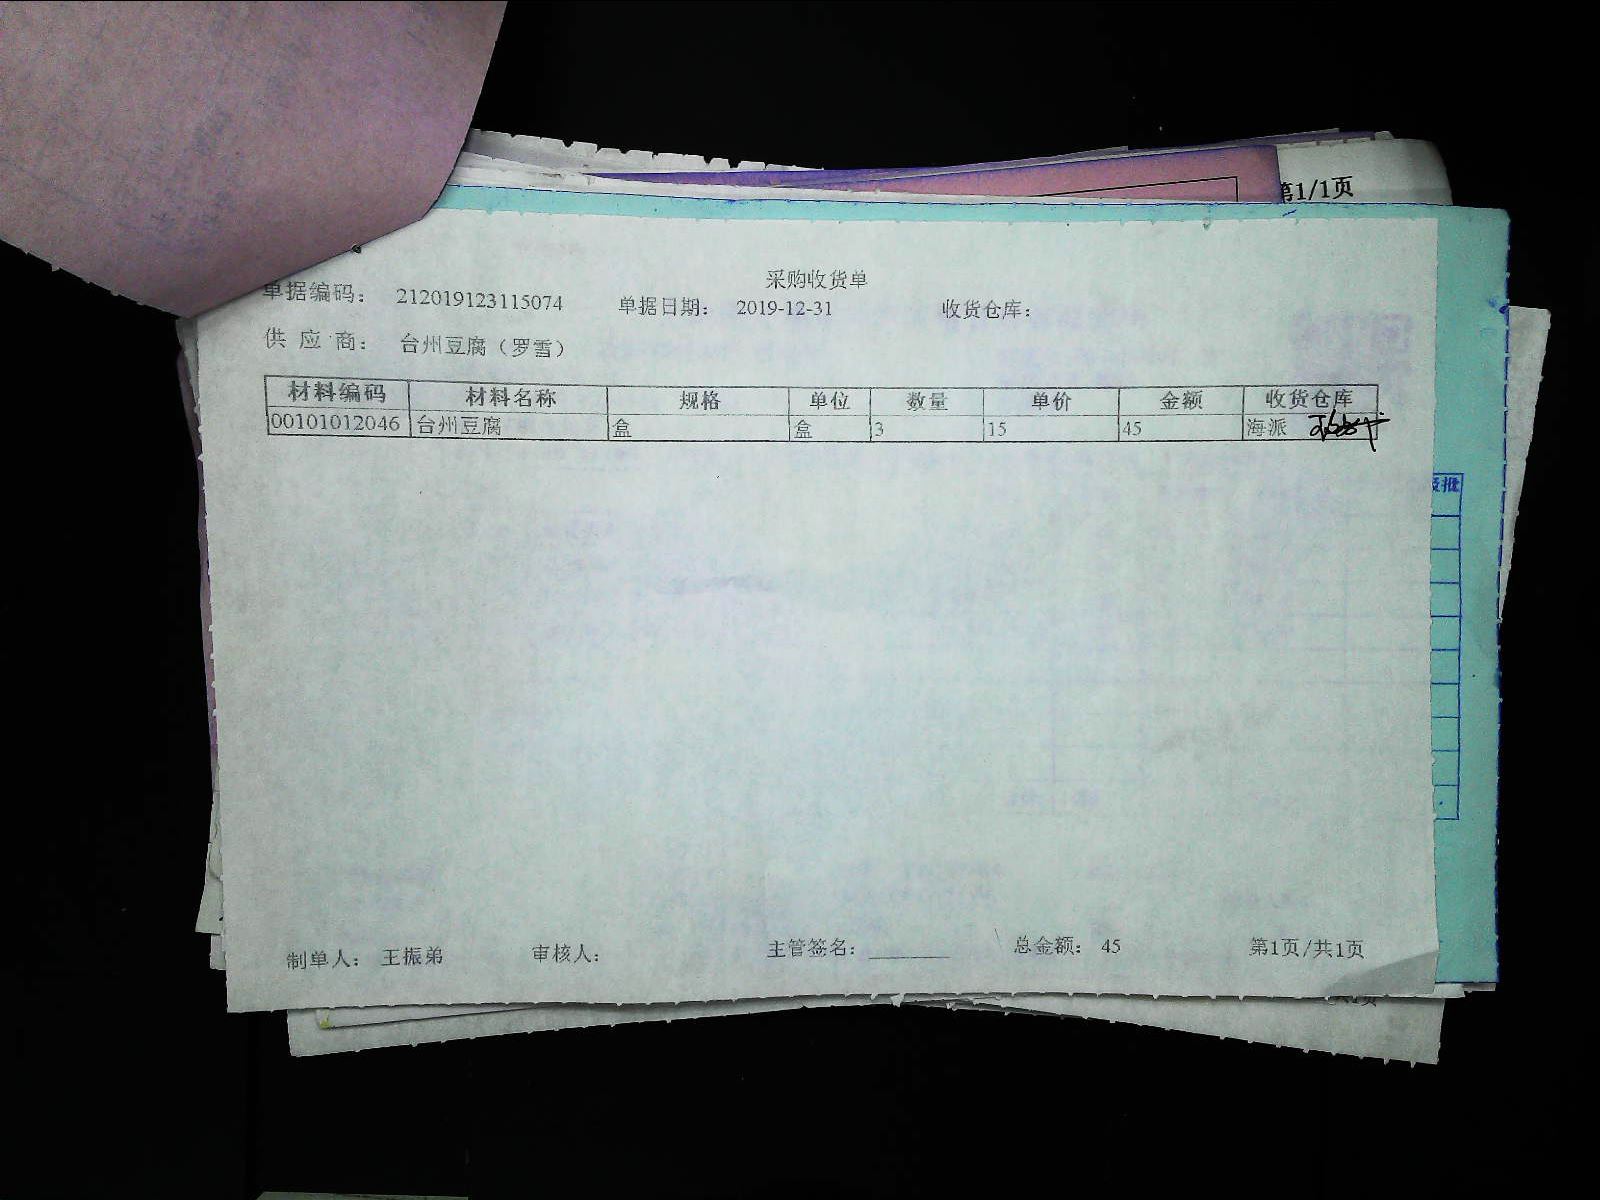 第1/1页
采购收货单
单据编码: 212019123115074 单据日期: 2019-12-31 收货仓库:
供应商: 台州豆腐（罗雪）
材料编码 材料名称 规格 单位 数量 单价 金额 收货仓库
00101012046 台州豆腐 盒 盒 3 15 45 海派
制单人: 王振弟 审核人: 主管签名: 总金额: 45 第1页/共1页